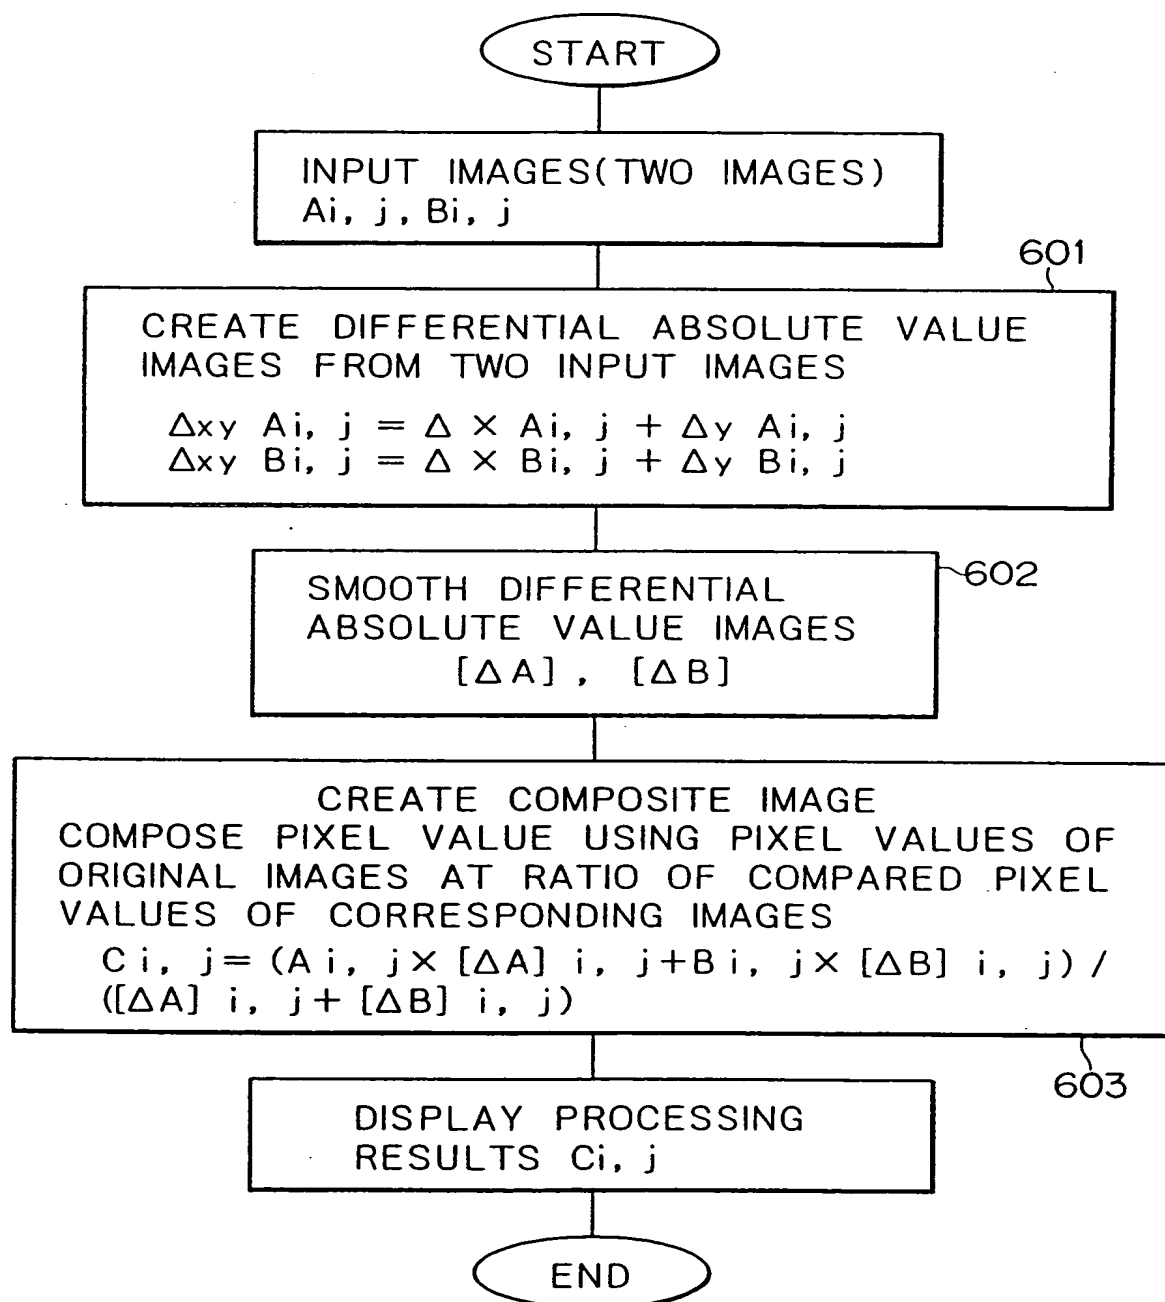 START
INPUT IMAGES(TWO IMAGES)
Ai, j, Bi, j
601
CREATE DIFFERENTIAL ABSOLUTE VALUE
IMAGES FROM TWO INPUT IMAGES
Δxy Ai, j = Δ × Ai, j + Δy Ai, j
Δxy Bi, j = Δ × Bi, j + Δy Bi, j
602
SMOOTH DIFFERENTIAL
ABSOLUTE VALUE IMAGES
[ΔA] , [ΔB]
CREATE COMPOSITE IMAGE
COMPOSE PIXEL VALUE USING PIXEL VALUES OF
ORIGINAL IMAGES AT RATIO OF COMPARED PIXEL
VALUES OF CORRESPONDING IMAGES
Ci, j= (Ai, j× [ΔA] i, j+Bi, j× [ΔB] i, j) /
([ΔA] i, j+ [ΔB] i, j)
603
DISPLAY PROCESSING
RESULTS Ci, j
END